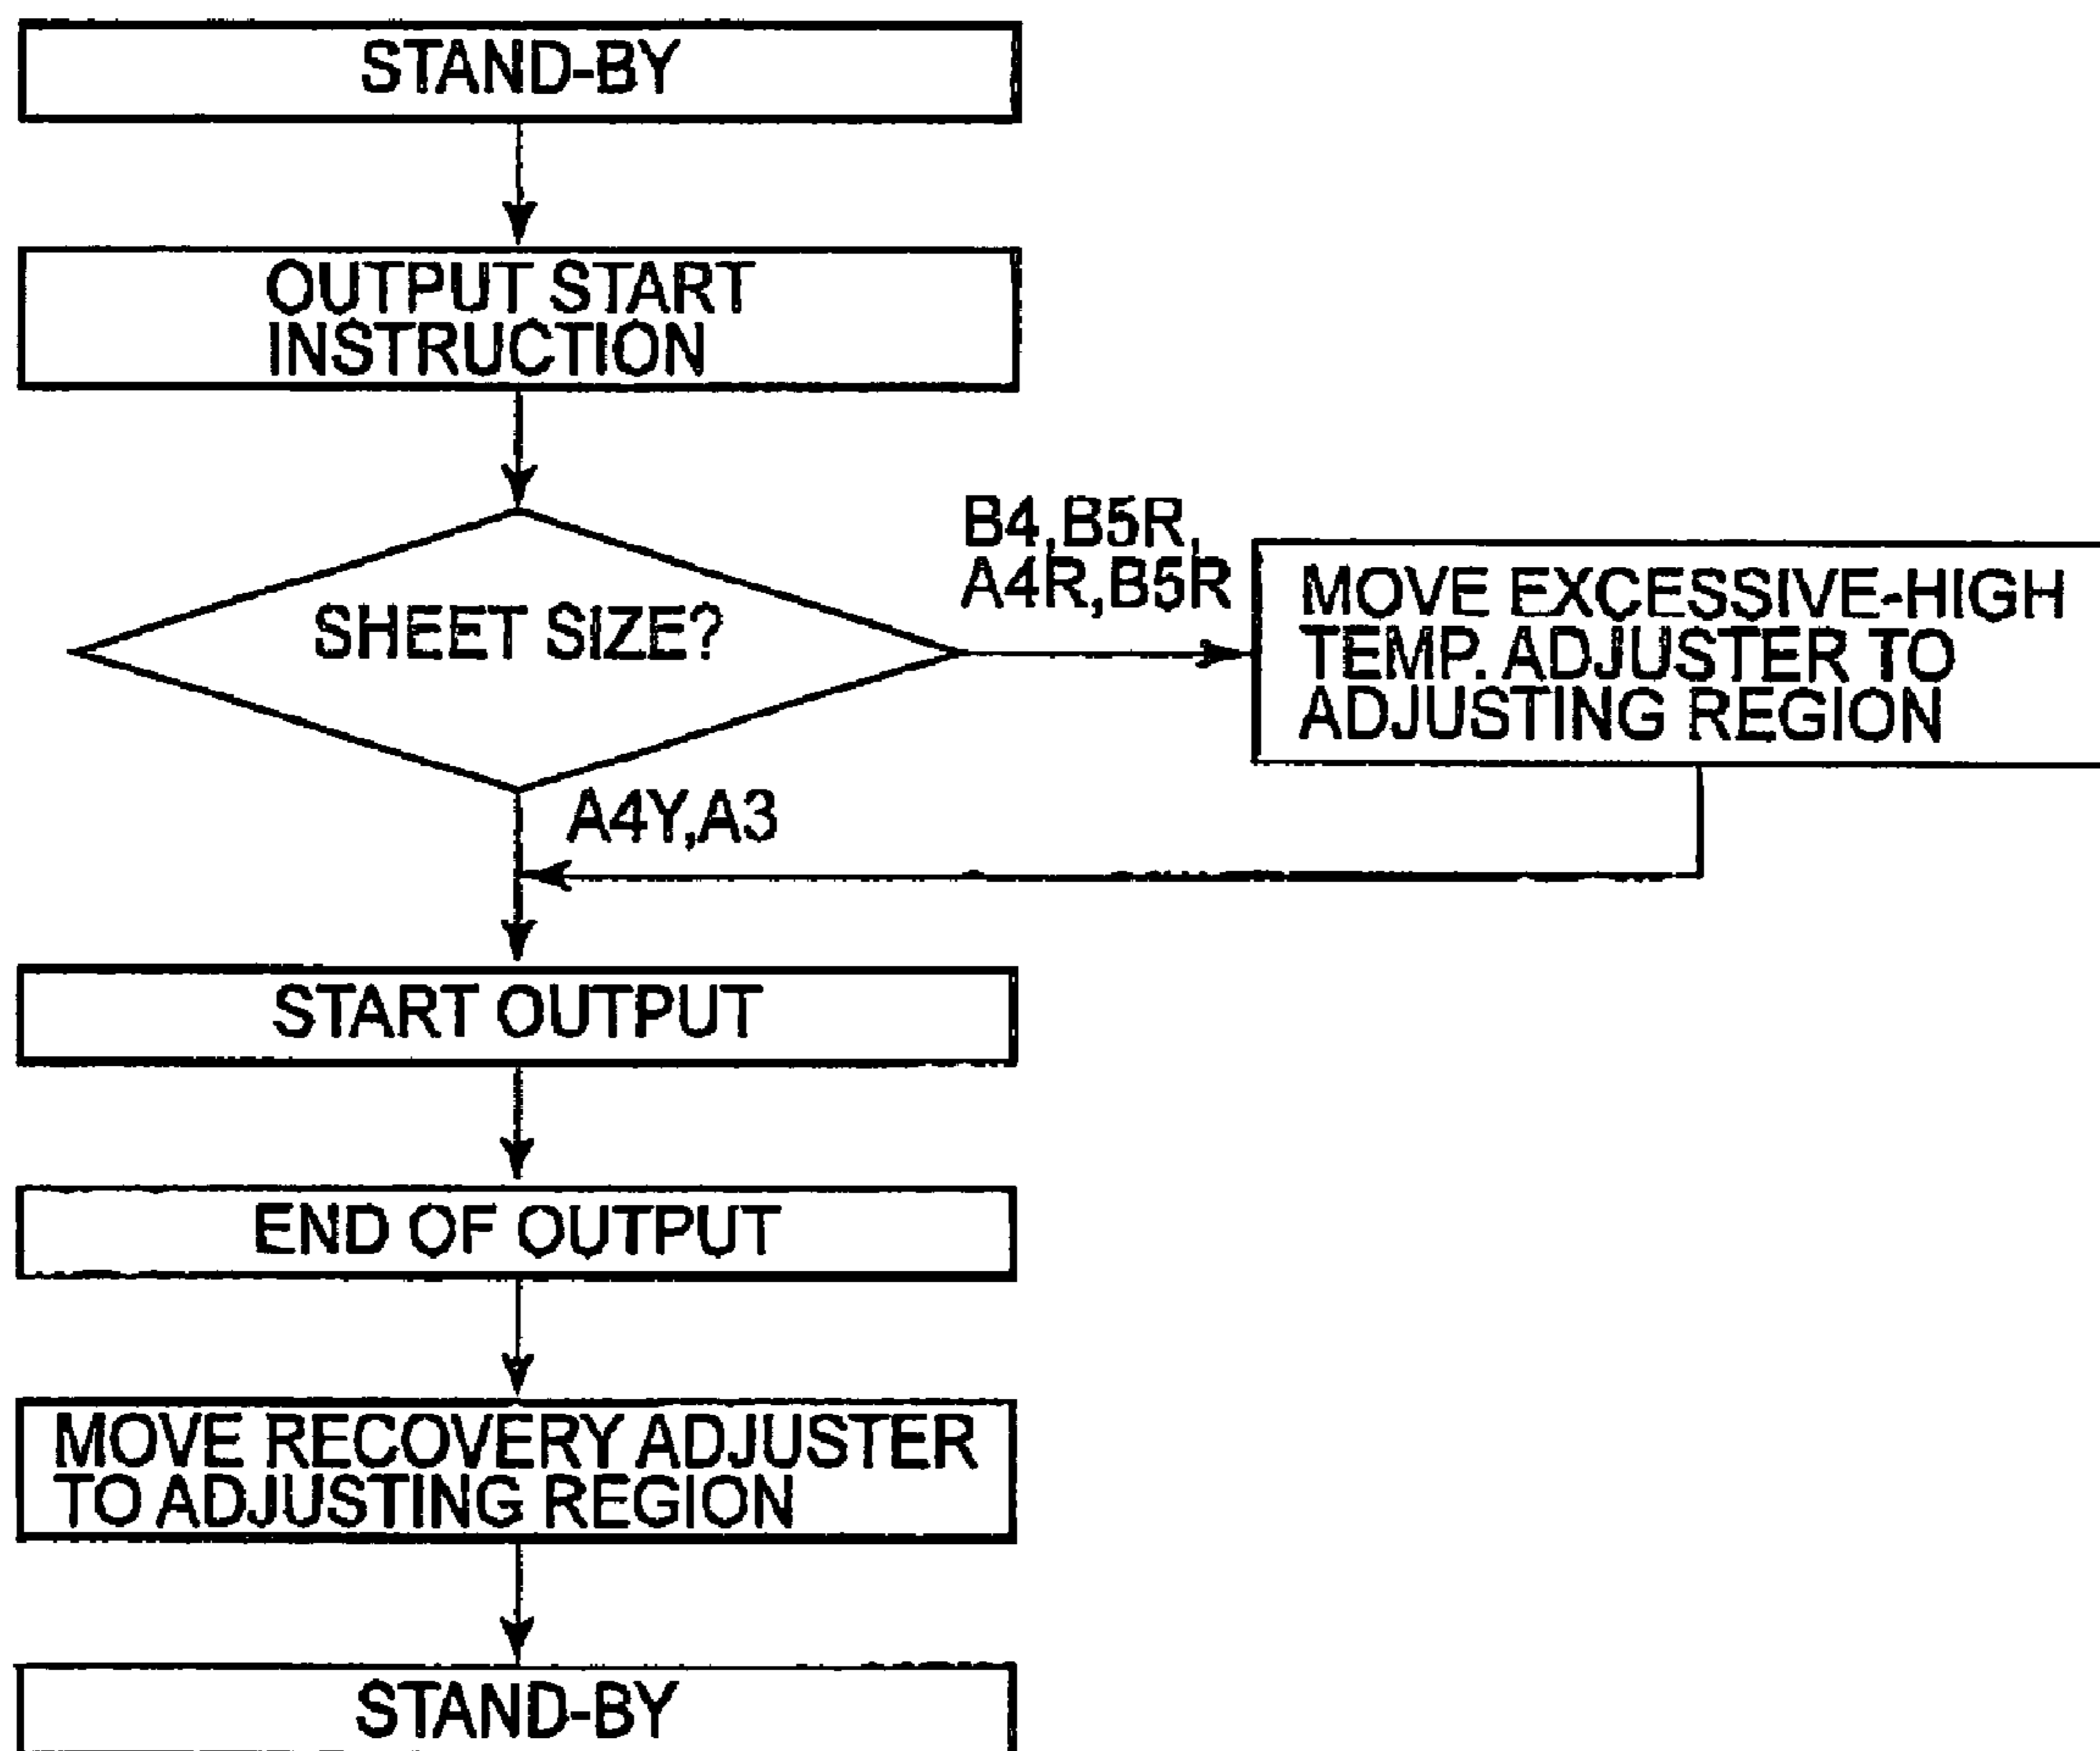 STAND-BY
OUTPUT START
INSTRUCTION
SHEET SIZE?
B4,B5R,
A4R,B5R
MOVE EXCESSIVE-HIGH
TEMP. ADJUSTER TO
ADJUSTING REGION
A4Y,A3
START OUTPUT
END OF OUTPUT
MOVE RECOVERY ADJUSTER
TO ADJUSTING REGION
STAND-BY